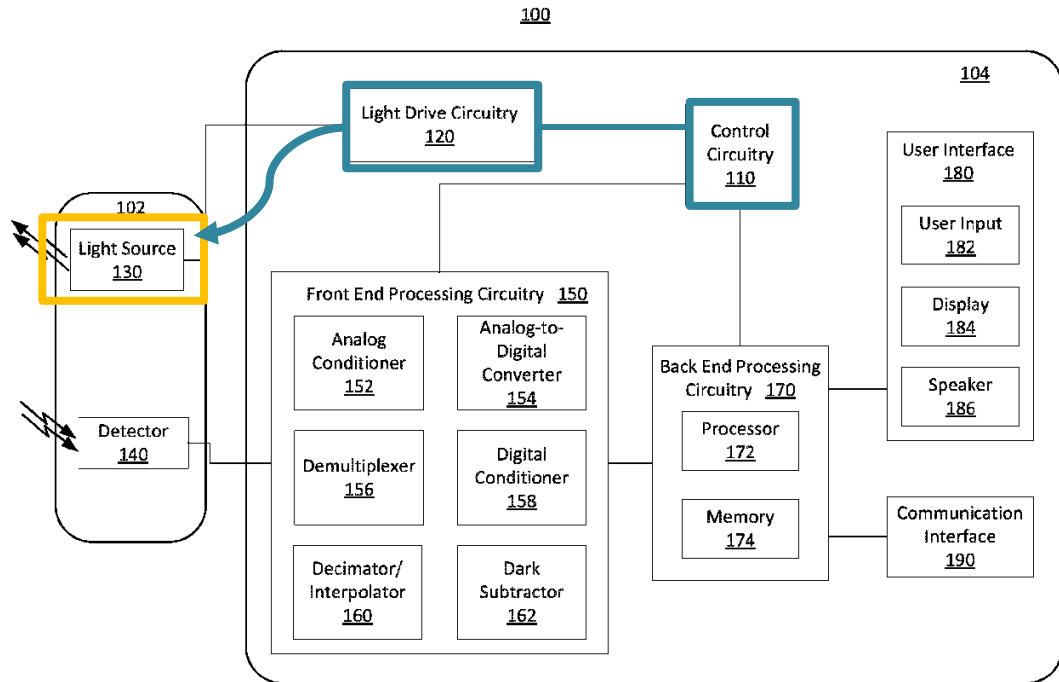 100
104
Light Drive Circuitry
120
Control
Circuitry
110
User Interface
180
User Input
182
Display
184
Speaker
186
102
Light Source
130
Detector
140
Front End Processing Circuitry 150
Analog
Conditioner
152
Analog-to-
Digital
Converter
154
Demultiplexer
156
Digital
Conditioner
158
Decimator/
Interpolator
160
Dark
Subtractor
162
Back End Processing
Circuitry 170
Processor
172
Memory
174
Communication
Interface
190